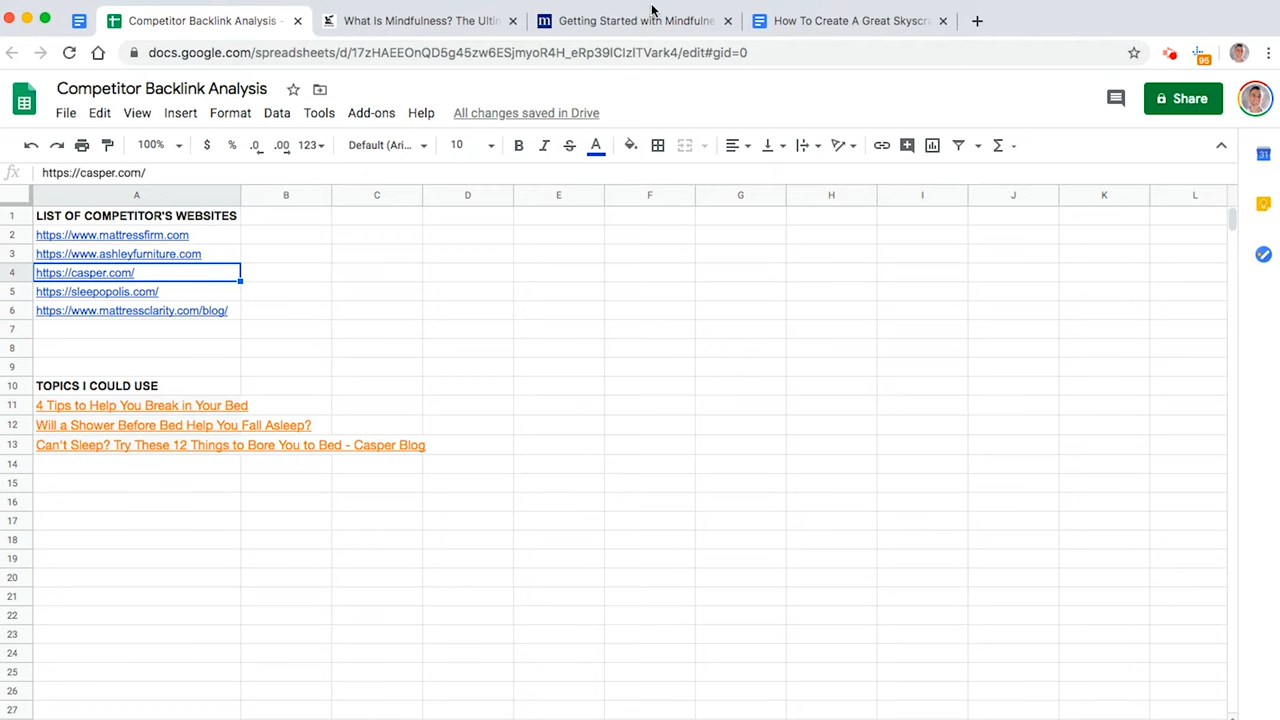 Competitor Backlink Analysis -
What Is Mindfulness? The Ultin
Getting Started with Mindfulne
How To Create A Great Skyscra
docs.google.com/spreadsheets/d/17zHAEEOnQD5g45zw6ESjmyoR4H_eRp39lClzITVark4/edit#gid=0
95
Competitor Backlink Analysis
File Edit View Insert Format Data Tools Add-ons Help All changes saved in Drive
Share
100% $ % .0 .00 123 Default (Ari... 10 B I S A
31
fx https://casper.com/
A B C D E F G H I J K L
1 LIST OF COMPETITOR'S WEBSITES
2 https://www.mattressfirm.com
3 https://www.ashleyfurniture.com
4 https://casper.com/
5 https://sleepopolis.com/
6 https://www.mattressclarity.com/blog/
7
8
9
10 TOPICS I COULD USE
11 4 Tips to Help You Break in Your Bed
12 Will a Shower Before Bed Help You Fall Asleep?
13 Can't Sleep? Try These 12 Things to Bore You to Bed - Casper Blog
14
15
16
17
18
19
20
21
22
23
24
25
26
27